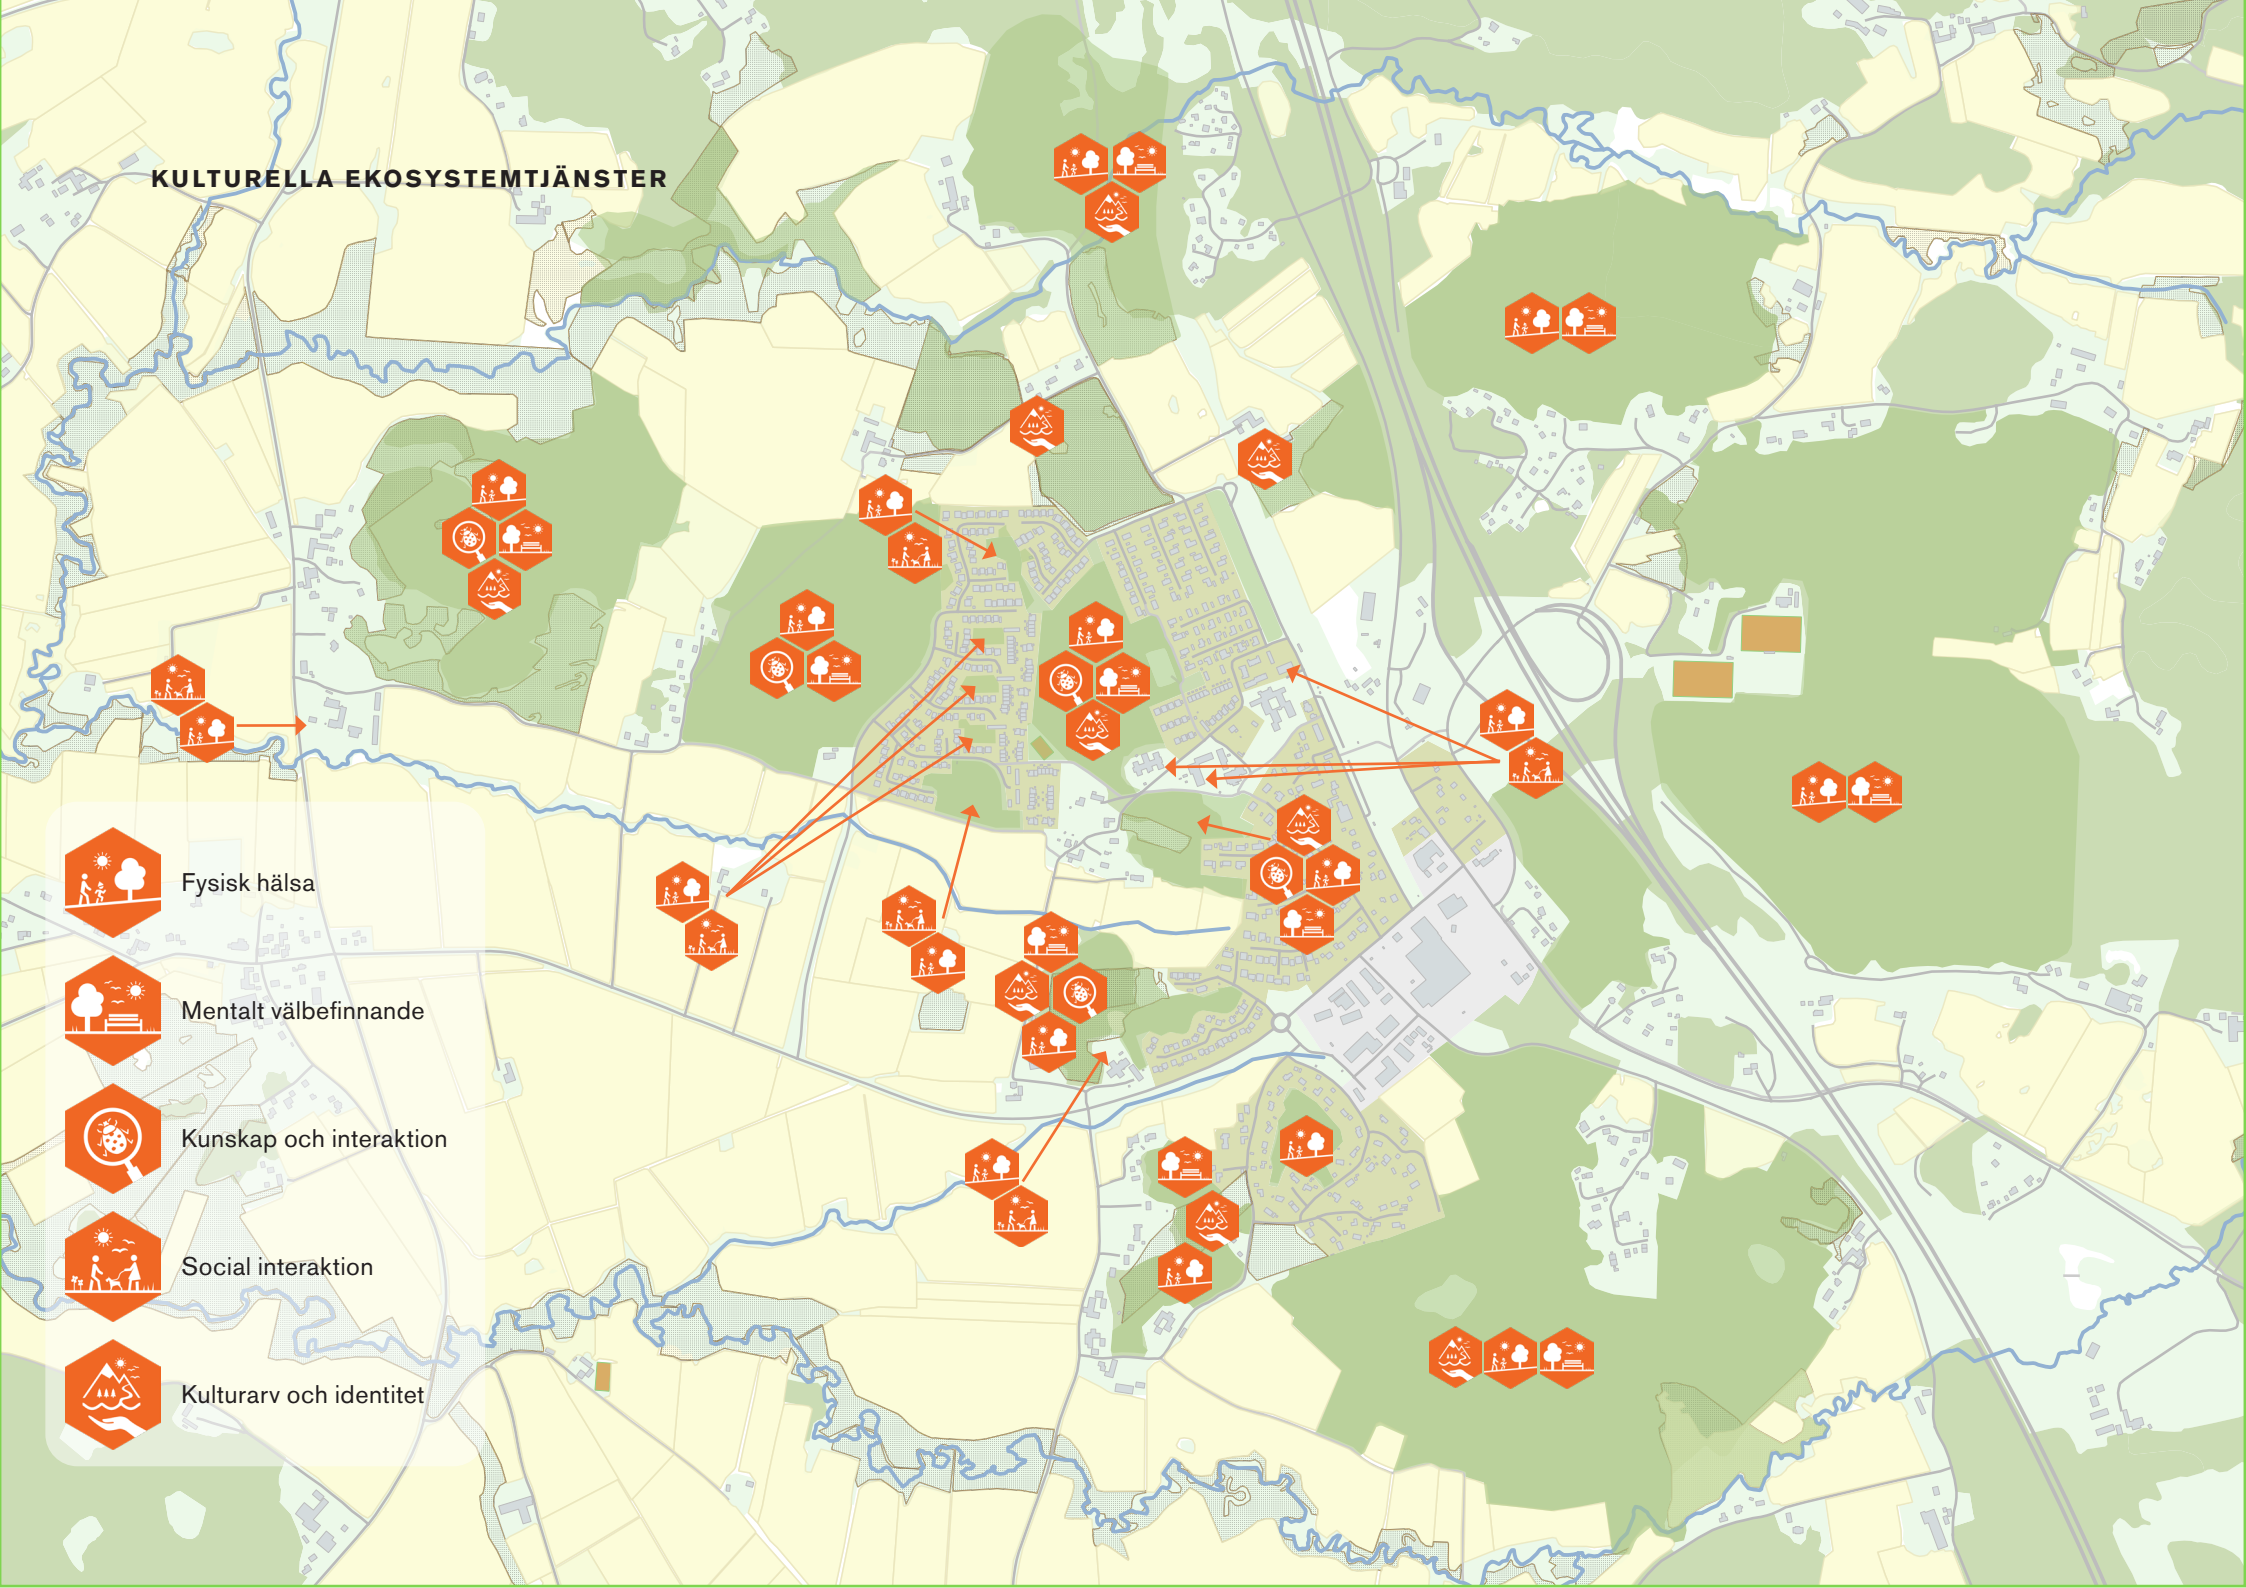 KULTURELLA EKOSYSTEMTJÄNSTER
Fysisk hälsa
Mentalt välbefinnande
Kunskap och interaktion
Social interaktion
Kulturarv och identitet